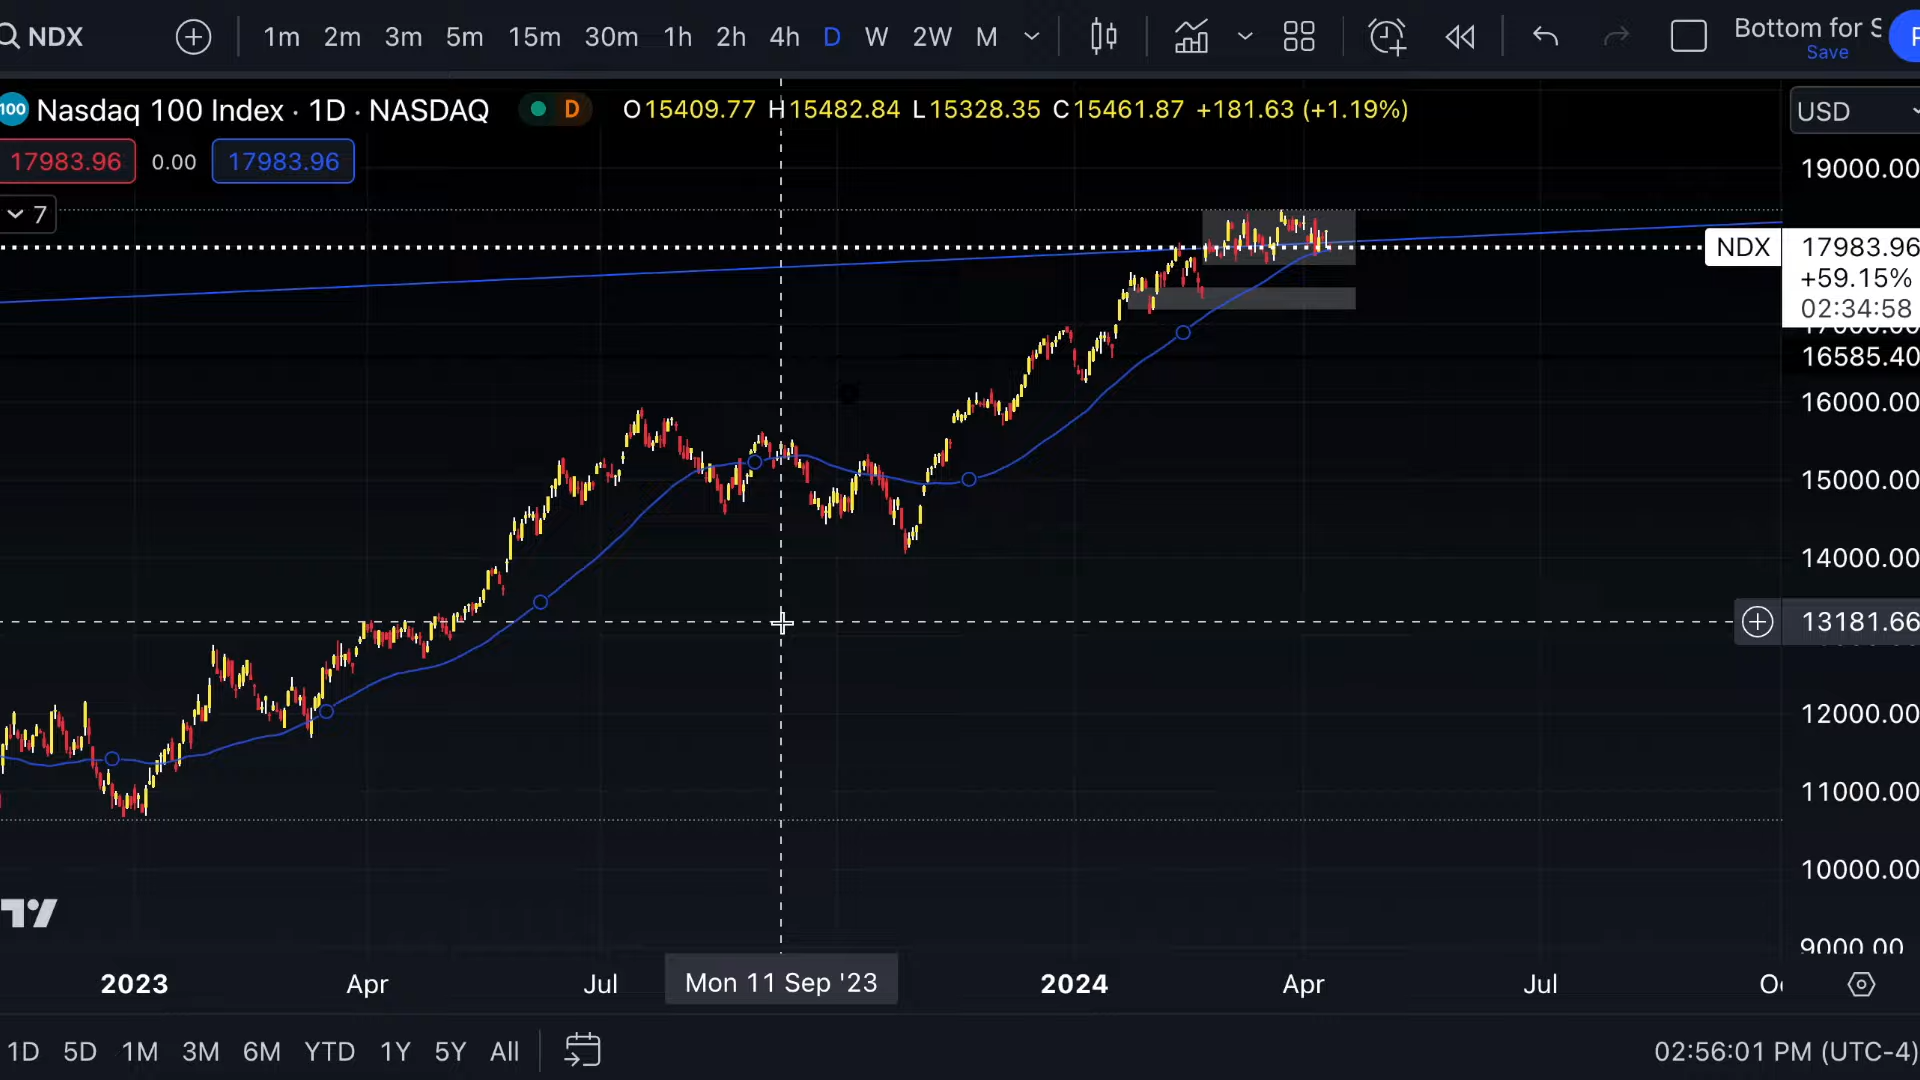 NDX 1m 2m 3m 5m 15m 30m 1h 2h 4h D W 2W M Bottom for S
Save
100 Nasdaq 100 Index · 1D · NASDAQ D O15409.77 H15482.84 L15328.35 C15461.87 +181.63 (+1.19%)
USD
17983.96 0.00 17983.96
19000.00
7
NDX 17983.96
+59.15%
02:34:58
17000.00
16585.40
16000.00
15000.00
14000.00
13181.66
12000.00
11000.00
10000.00
9000.00
2023 Apr Jul Mon 11 Sep '23 2024 Apr Jul
1D 5D 1M 3M 6M YTD 1Y 5Y All 02:56:01 PM (UTC-4)